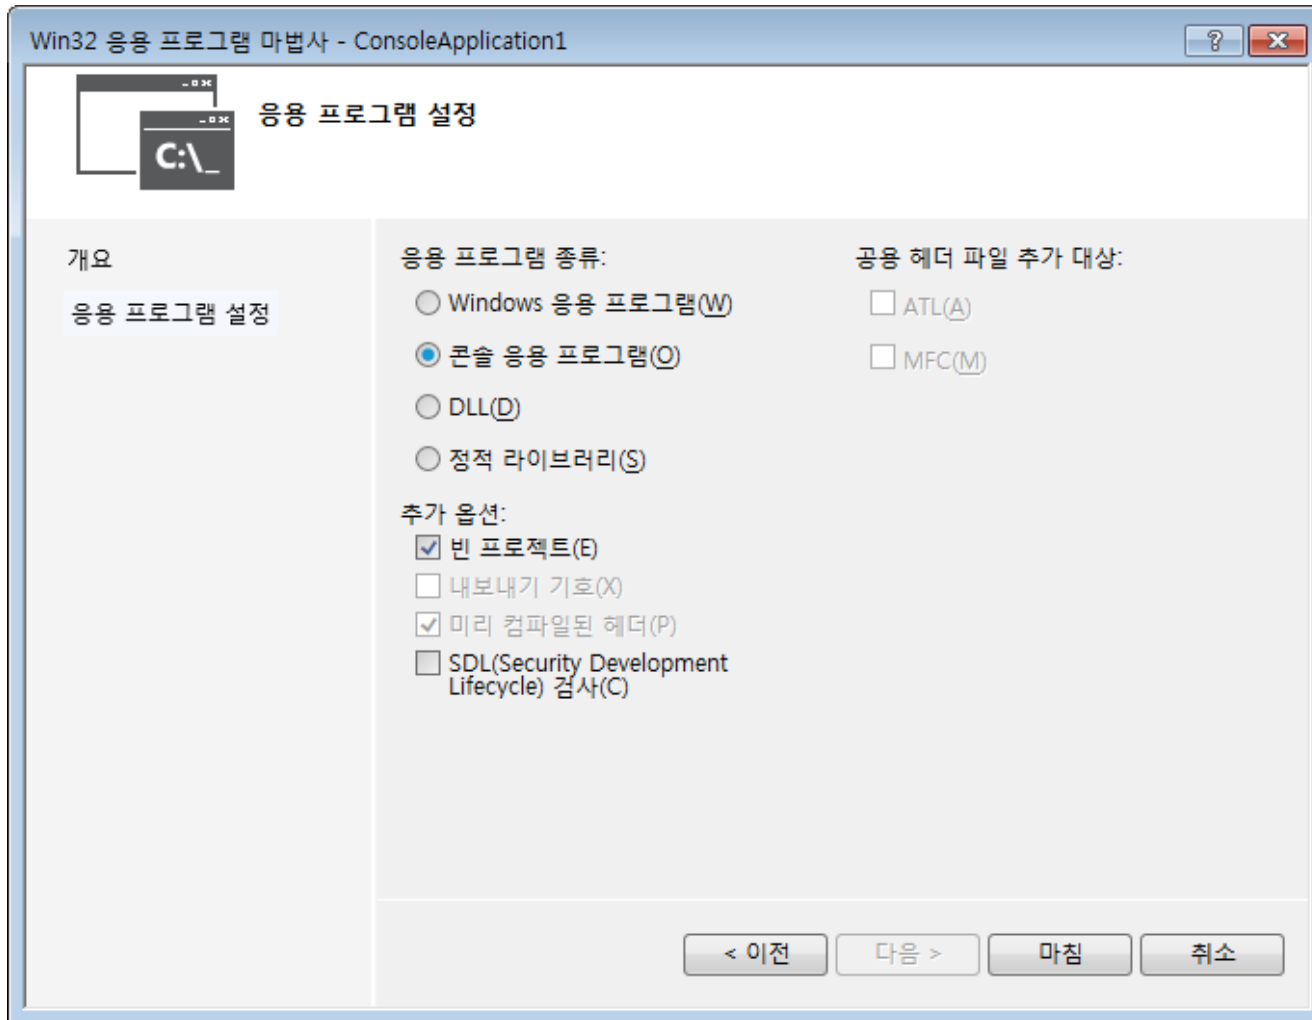 Win32 응용 프로그램 마법사 - ConsoleApplication1
C:\_
응용 프로그램 설정
개요
응용 프로그램 설정
응용 프로그램 종류:
Windows 응용 프로그램(W)
콘솔 응용 프로그램(O)
DLL(D)
정적 라이브러리(S)
추가 옵션:
빈 프로젝트(E)
내보내기 기호(X)
미리 컴파일된 헤더(P)
SDL(Security Development
Lifecycle) 검사(C)
공용 헤더 파일 추가 대상:
ATL(A)
MFC(M)
< 이전
다음 >
마침
취소